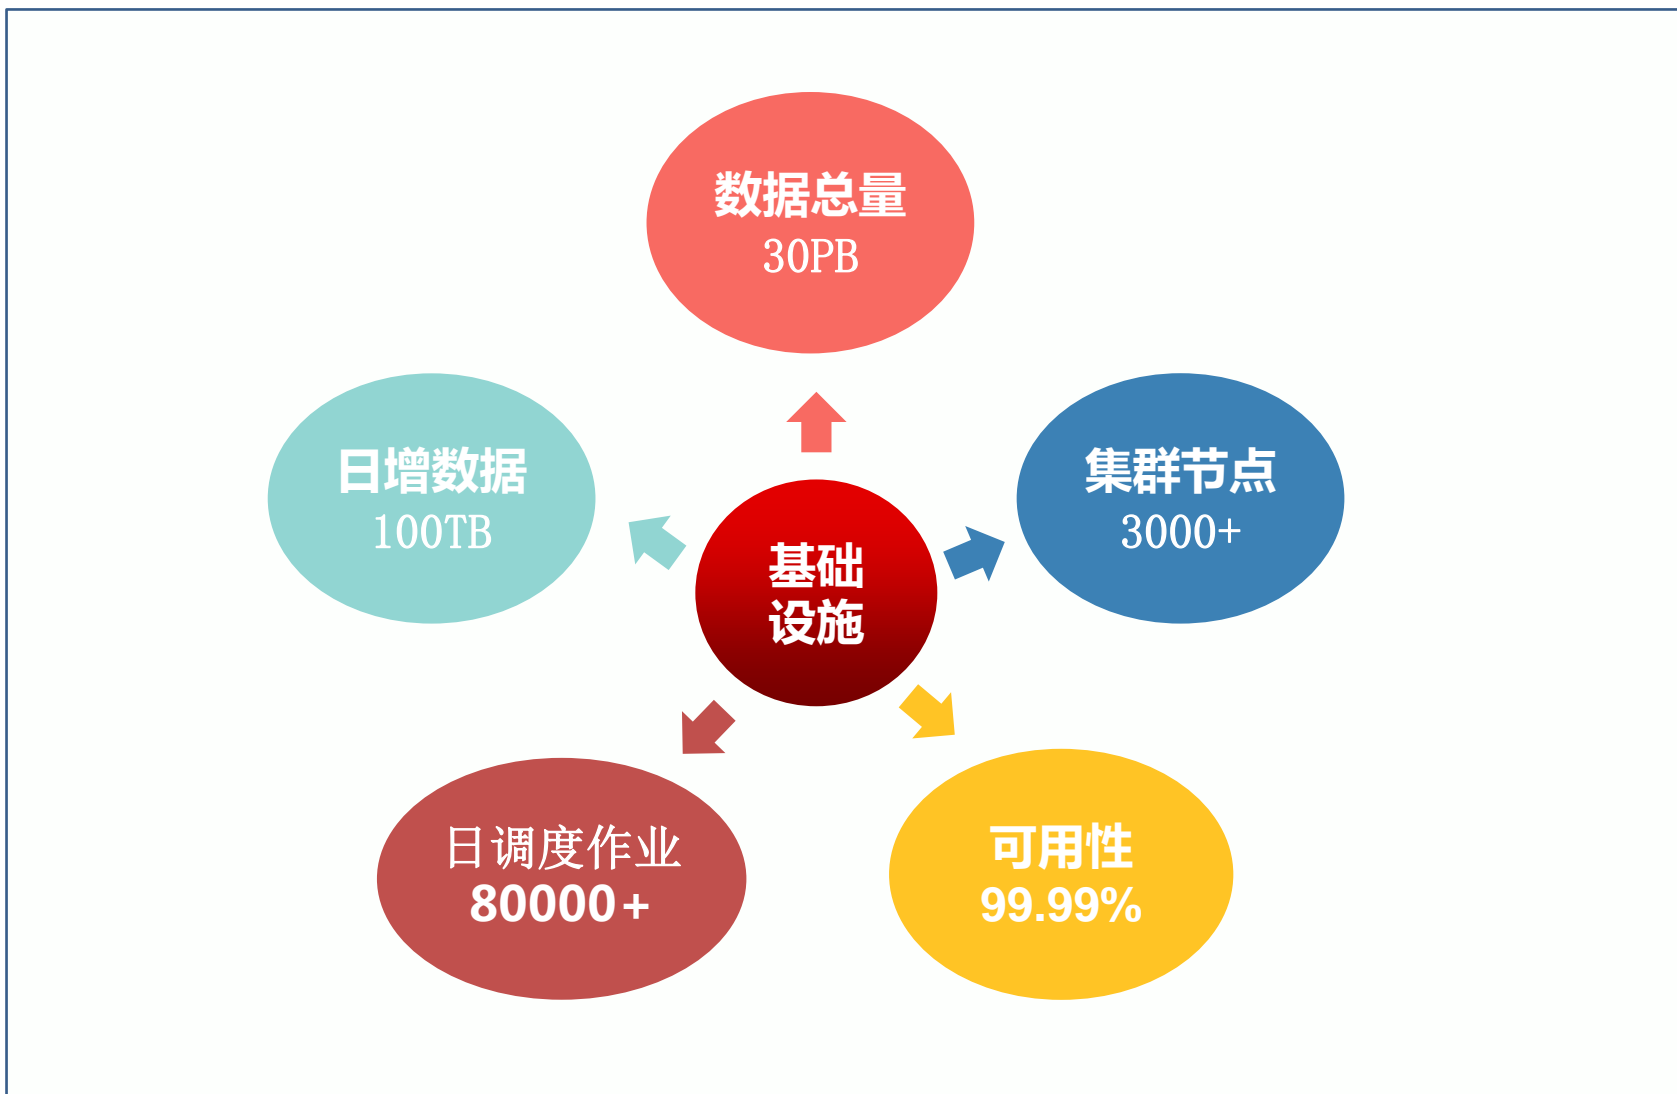 数据总量
30PB
日增数据
100TB
集群节点
3000+
基础
设施
日调度作业
80000+
可用性
99.99%